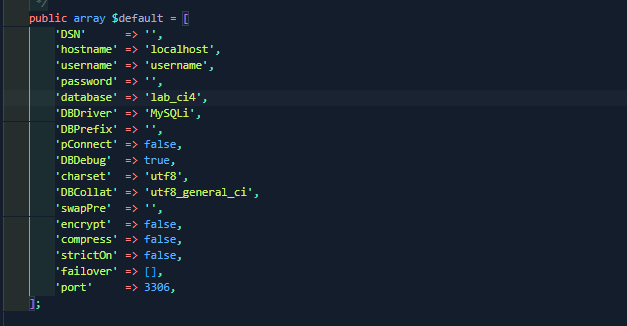 */
public array $default = [
    'DSN'      => '',
    'hostname' => 'localhost',
    'username' => 'username',
    'password' => '',
    'database' => 'lab_ci4',
    'DBDriver' => 'MySQLi',
    'DBPrefix' => '',
    'pConnect' => false,
    'DBDebug'  => true,
    'charset'  => 'utf8',
    'DBCollat' => 'utf8_general_ci',
    'swapPre'  => '',
    'encrypt'  => false,
    'compress' => false,
    'strictOn' => false,
    'failover' => [],
    'port'     => 3306,
];